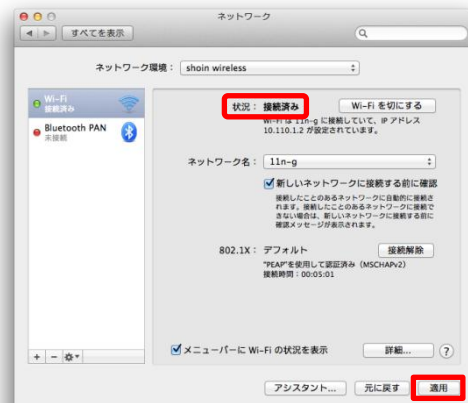 ネットワーク
すべてを表示
ネットワーク環境： shoin wireless
Wi-Fi
接続済み
Bluetooth PAN
未接続
状況： 接続済み Wi-Fi を切にする
Wi-Fi は 11n-g に接続していて、IP アドレス
10.110.1.2 が設定されています。
ネットワーク名： 11n-g
新しいネットワークに接続する前に確認
接続したことのあるネットワークに自動的に接続さ
れます。接続したことのあるネットワークに接続で
きない場合は、新しいネットワークに接続する前に
確認メッセージが表示されます。
802.1X： デフォルト 接続解除
"PEAP"を使用して認証済み（MSCHAPv2）
接続時間：00:05:01
メニューバーに Wi-Fi の状況を表示 詳細... ?
アシスタント... 元に戻す 適用